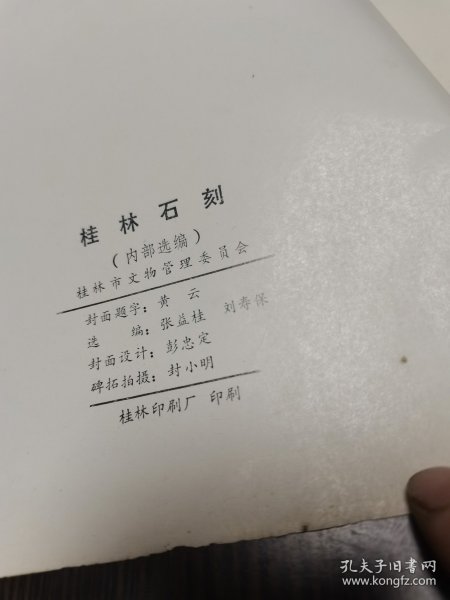 桂林石刻
（内部选编）
桂林市文物管理委员会
封面题字：黄 云
选 编：张益桂 刘寿保
封面设计：彭忠定
碑拓拍摄：封小明
桂林印刷厂 印刷
孔夫子旧书网
www.kongfz.com